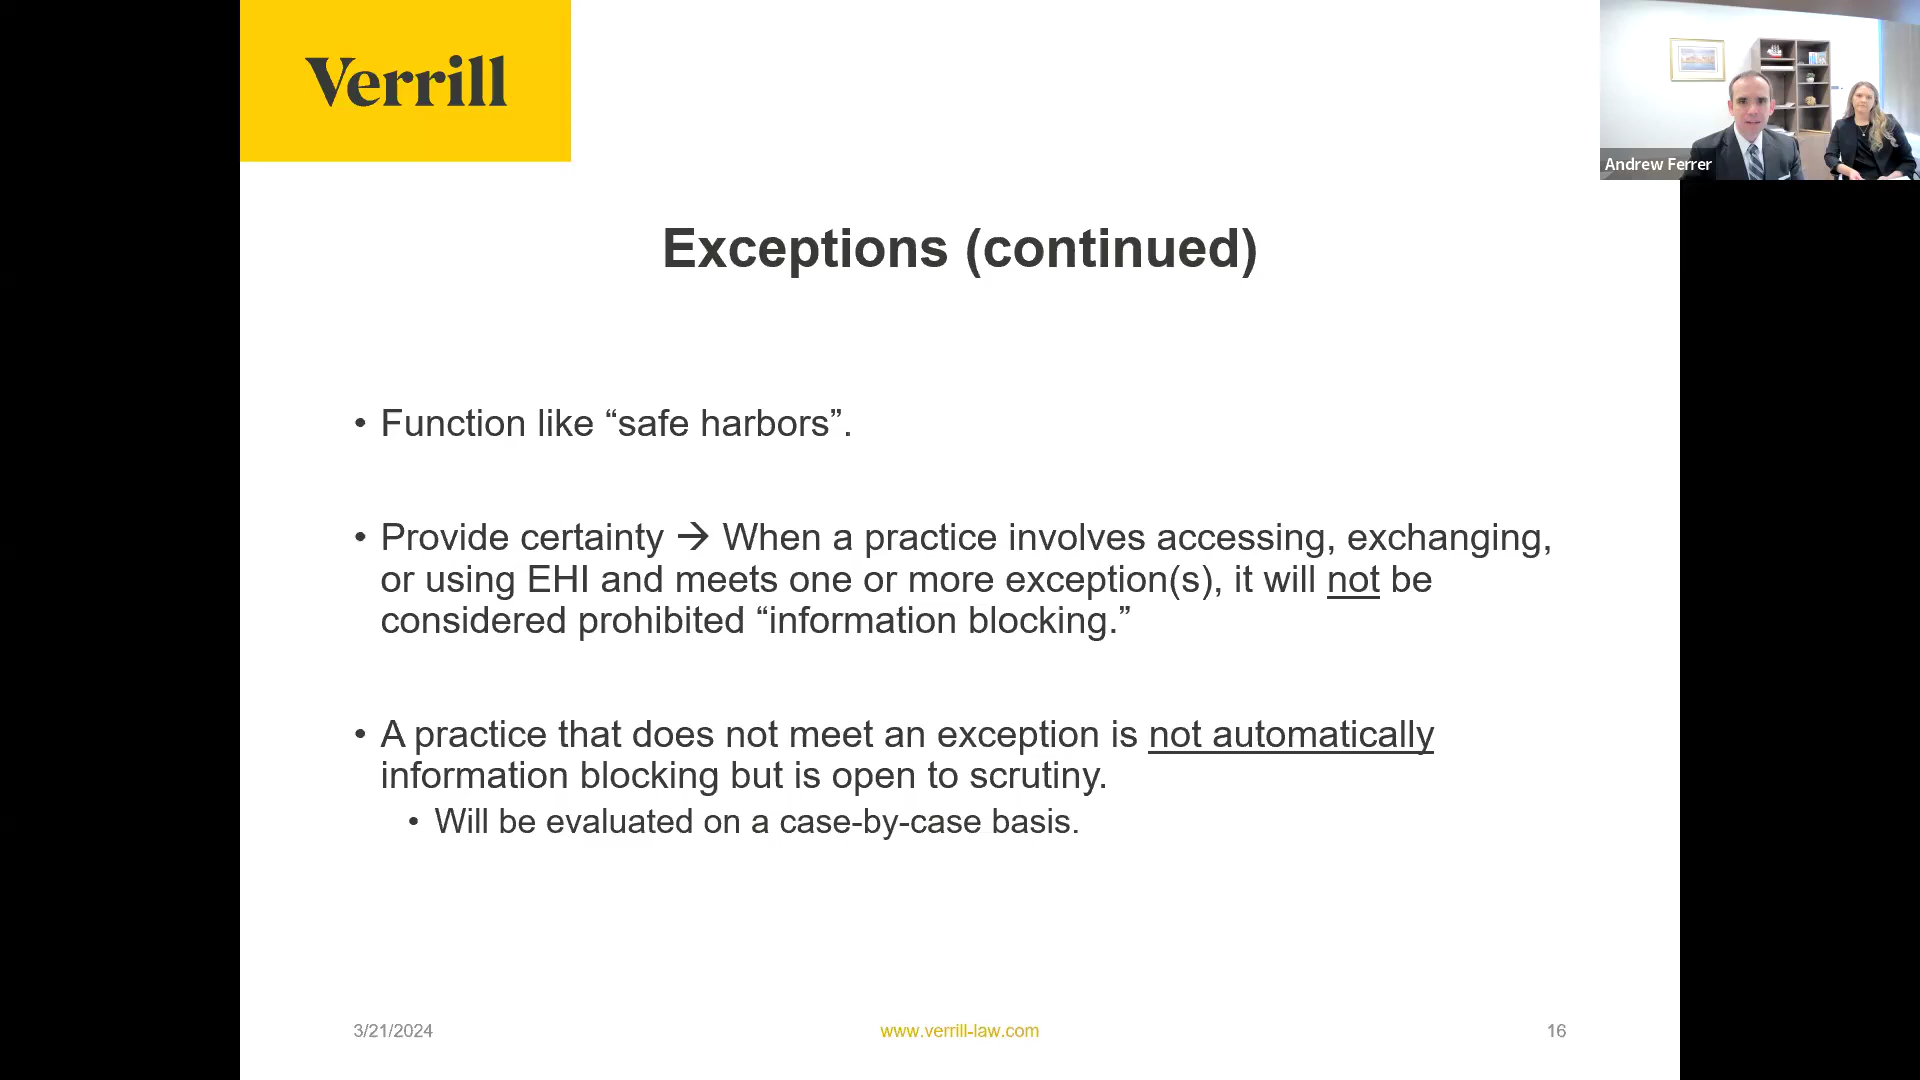 Verrill
Andrew Ferrer
Exceptions (continued)
• Function like “safe harbors”.
• Provide certainty → When a practice involves accessing, exchanging,
or using EHI and meets one or more exception(s), it will not be
considered prohibited “information blocking.”
• A practice that does not meet an exception is not automatically
information blocking but is open to scrutiny.
• Will be evaluated on a case-by-case basis.
3/21/2024
www.verrill-law.com
16